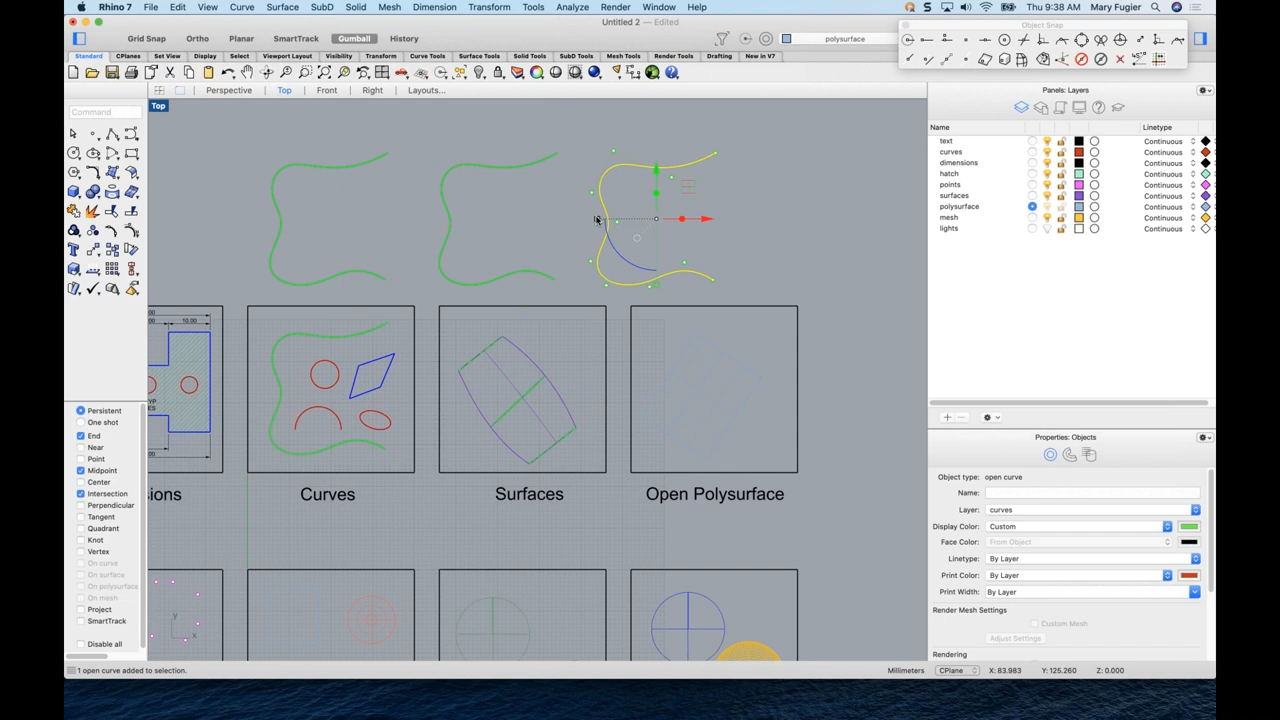 Rhino 7 File Edit View Curve Surface SubD Solid Mesh Dimension Transform Tools Analyze Render Window Help Thu 9:38 AM Mary Fugier
Untitled 2 — Edited
Grid Snap Ortho Planar SmartTrack Gumball History polysurface
Object Snap
Standard CPlanes Set View Display Select Viewport Layout Visibility Transform Curve Tools Surface Tools Solid Tools SubD Tools Mesh Tools Render Tools Drafting New in V7
Perspective Top Front Right Layouts...
Top
Command
Panels: Layers
Name Linetype
text Continuous
curves Continuous
dimensions Continuous
hatch Continuous
points Continuous
surfaces Continuous
polysurface Continuous
mesh Continuous
lights Continuous
10.00
sions Curves Surfaces Open Polysurface
y
x
Persistent
One shot
End
Near
Point
Midpoint
Center
Intersection
Perpendicular
Tangent
Quadrant
Knot
Vertex
On curve
On surface
On polysurface
On mesh
Project
SmartTrack
Disable all
Properties: Objects
Object type: open curve
Name:
Layer: curves
Display Color: Custom
Face Color: From Object
Linetype: By Layer
Print Color: By Layer
Print Width: By Layer
Render Mesh Settings
Custom Mesh
Adjust Settings
Rendering
1 open curve added to selection. Millimeters CPlane X: 83.983 Y: 125.260 Z: 0.000